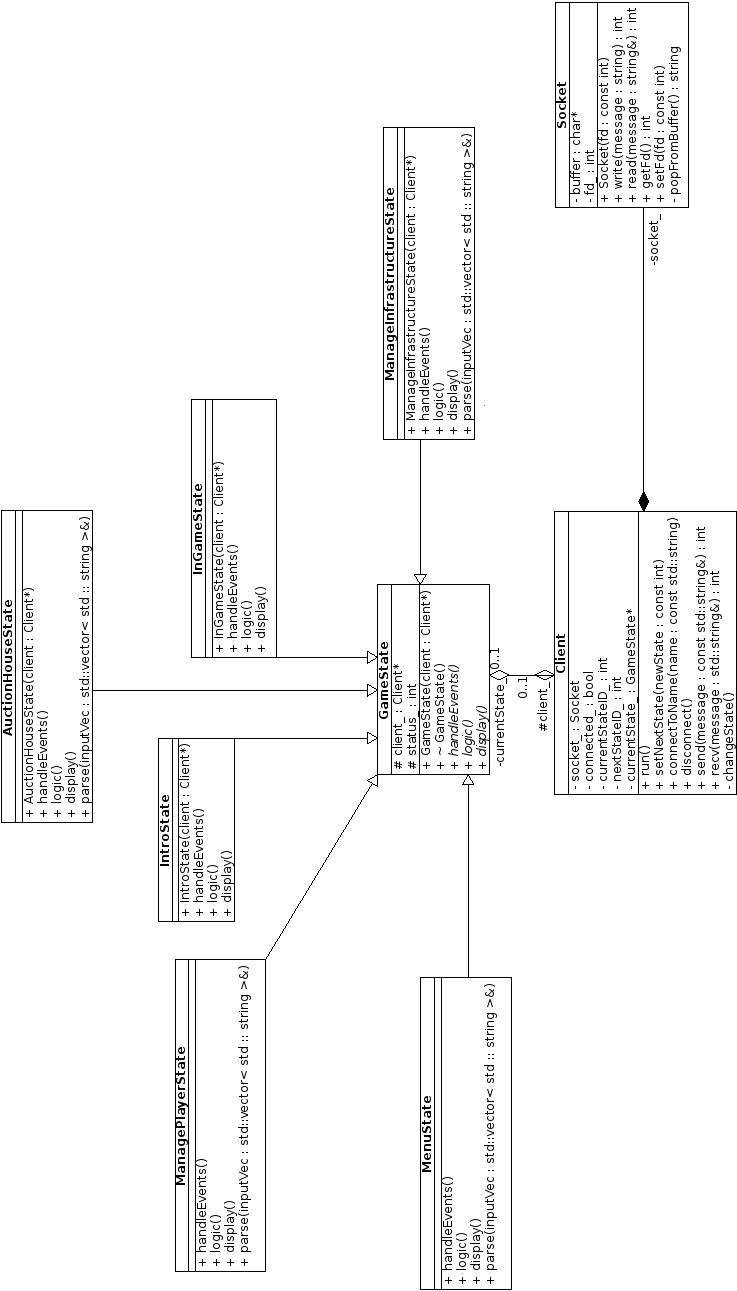 AuctionHouseState
+ AuctionHouseState(client : Client*)
+ handleEvents()
+ logic()
+ display()
+ parse(inputVec : std::vector< std :: string >&)
IntroState
+ IntroState(client : Client*)
+ handleEvents()
+ logic()
+ display()
ManagePlayerState
+ handleEvents()
+ logic()
+ display()
+ parse(inputVec : std::vector< std :: string >&)
InGameState
+ InGameState(client : Client*)
+ handleEvents()
+ logic()
+ display()
GameState
# client_ : Client*
# status_ : int
+ GameState(client : Client*)
+ ~ GameState()
+ handleEvents()
+ logic()
+ display()
ManageInfrastructureState
+ ManageInfrastructureState(client : Client*)
+ handleEvents()
+ logic()
+ display()
+ parse(inputVec : std::vector< std :: string >&)
MenuState
+ handleEvents()
+ logic()
+ display()
+ parse(inputVec : std::vector< std :: string >&)
-currentState_
0..1
0..1
#client_
Client
- socket_ : Socket
- connected_ : bool
- currentStateID_ : int
- nextStateID_ : int
- currentState_ : GameState*
+ run()
+ setNextState(newState : const int)
+ connectToName(name : const std::string)
+ disconnect()
+ send(message : const std::string&) : int
+ recv(message : std::string&) : int
- changeState()
-socket_
Socket
- buffer : char*
- fd_ : int
+ Socket(fd : const int)
+ write(message : string) : int
+ read(message : string&) : int
+ getFd() : int
+ setFd(fd : const int)
- popFromBuffer() : string